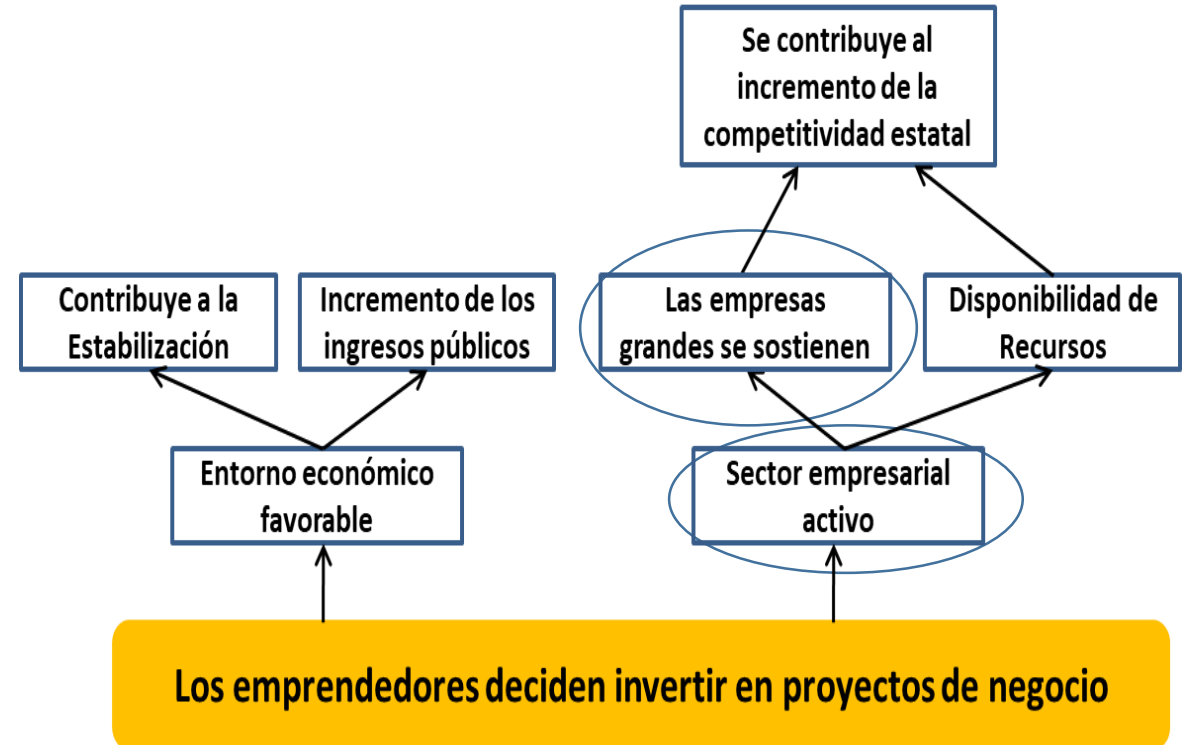 Se contribuye al
incremento de la
competitividad estatal
Contribuye a la
Estabilización
Incremento de los
ingresos públicos
Las empresas
grandes se sostienen
Disponibilidad de
Recursos
Entorno económico
favorable
Sector empresarial
activo
Los emprendedores deciden invertir en proyectos de negocio